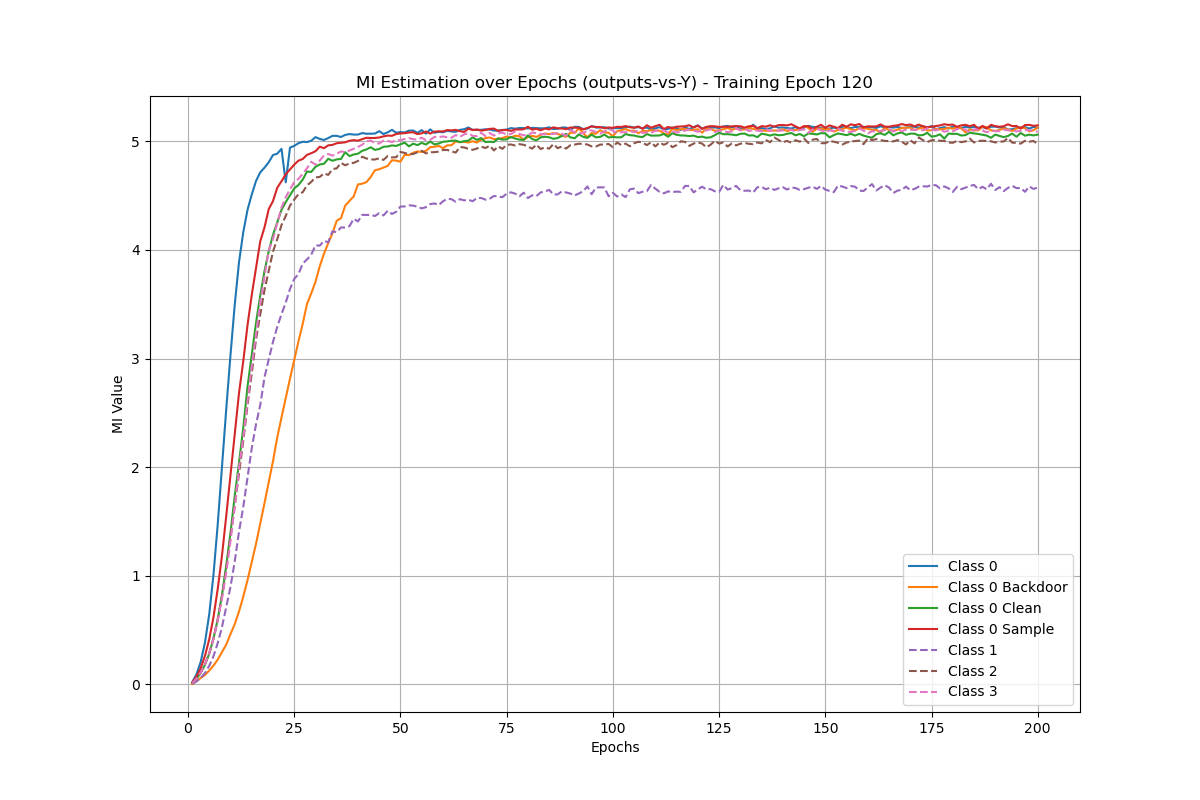 MI Estimation over Epochs (outputs-vs-Y) - Training Epoch 120
MI Value
5
4
3
2
1
0
0 25 50 75 100 125 150 175 200
Epochs
Class 0
Class 0 Backdoor
Class 0 Clean
Class 0 Sample
Class 1
Class 2
Class 3